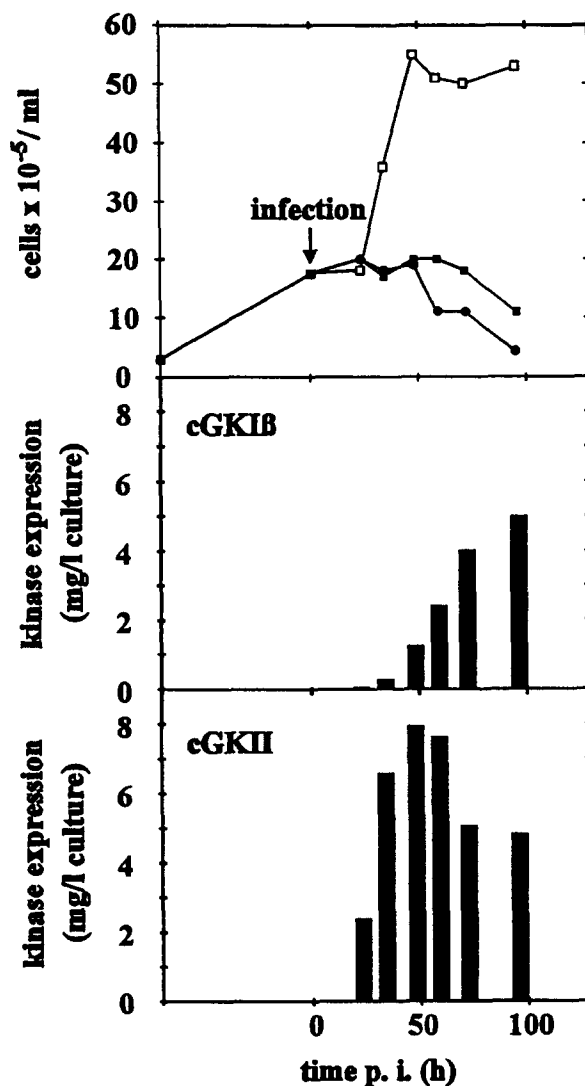 60
50
40
30
20
10
0
cells x 10⁻⁵/ ml
infection
8
6
4
2
0
kinase expression
(mg/l culture)
cGKIß
8
6
4
2
0
kinase expression
(mg/l culture)
cGKII
0 50 100
time p. i. (h)